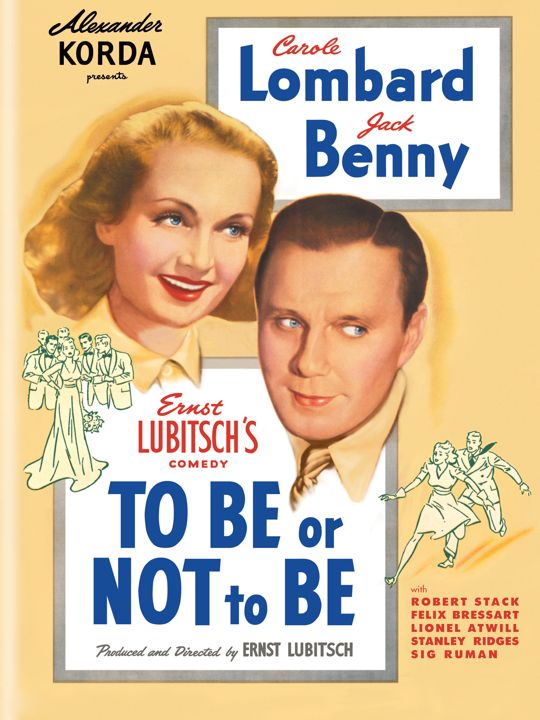 Alexander
KORDA
presents
Carole
Lombard
Jack
Benny
Ernst
LUBITSCH'S
COMEDY
TO BE or
NOT to BE
Produced and Directed by ERNST LUBITSCH
with
ROBERT STACK
FELIX BRESSART
LIONEL ATWILL
STANLEY RIDGES
SIG RUMAN